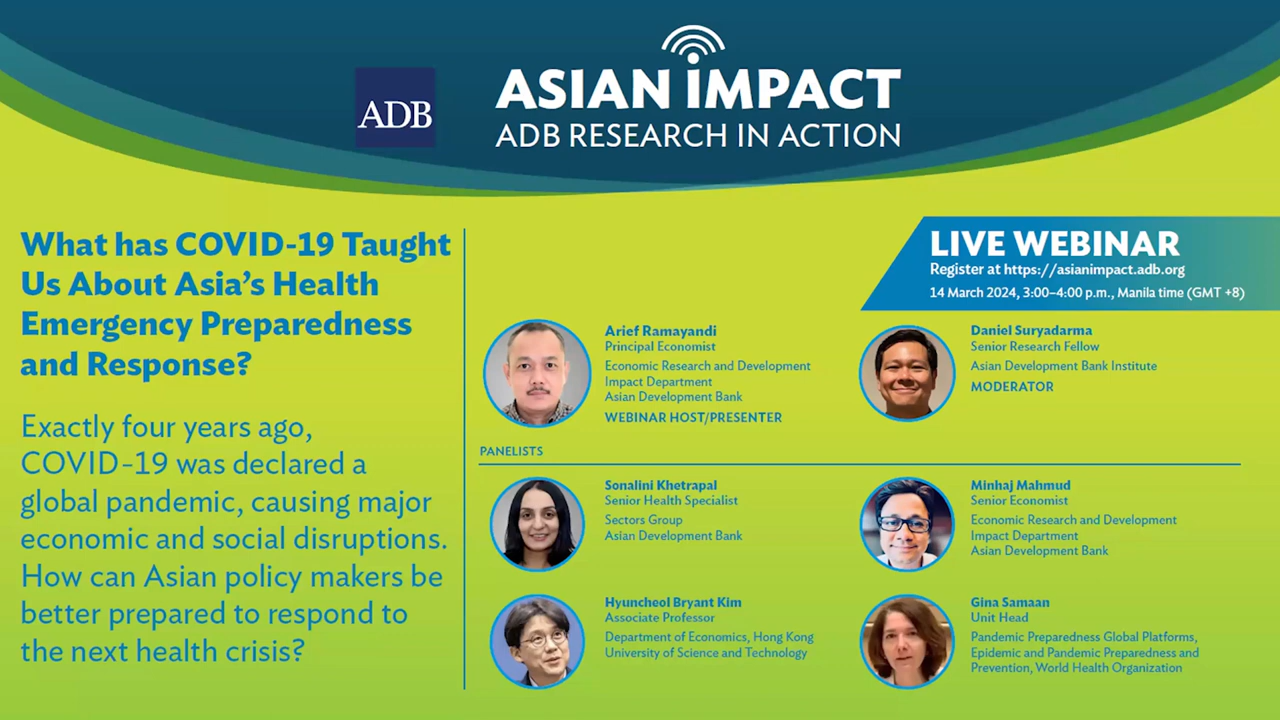 ADB
ASIAN IMPACT
ADB RESEARCH IN ACTION
What has COVID-19 Taught
Us About Asia's Health
Emergency Preparedness
and Response?
Exactly four years ago,
COVID-19 was declared a
global pandemic, causing major
economic and social disruptions.
How can Asian policy makers be
better prepared to respond to
the next health crisis?
LIVE WEBINAR
Register at https://asianimpact.adb.org
14 March 2024, 3:00–4:00 p.m., Manila time (GMT +8)
Arief Ramayandi
Principal Economist
Economic Research and Development
Impact Department
Asian Development Bank
WEBINAR HOST/PRESENTER
Daniel Suryadarma
Senior Research Fellow
Asian Development Bank Institute
MODERATOR
PANELISTS
Sonalini Khetrapal
Senior Health Specialist
Sectors Group
Asian Development Bank
Minhaj Mahmud
Senior Economist
Economic Research and Development
Impact Department
Asian Development Bank
Hyuncheol Bryant Kim
Associate Professor
Department of Economics, Hong Kong
University of Science and Technology
Gina Samaan
Unit Head
Pandemic Preparedness Global Platforms,
Epidemic and Pandemic Preparedness and
Prevention, World Health Organization